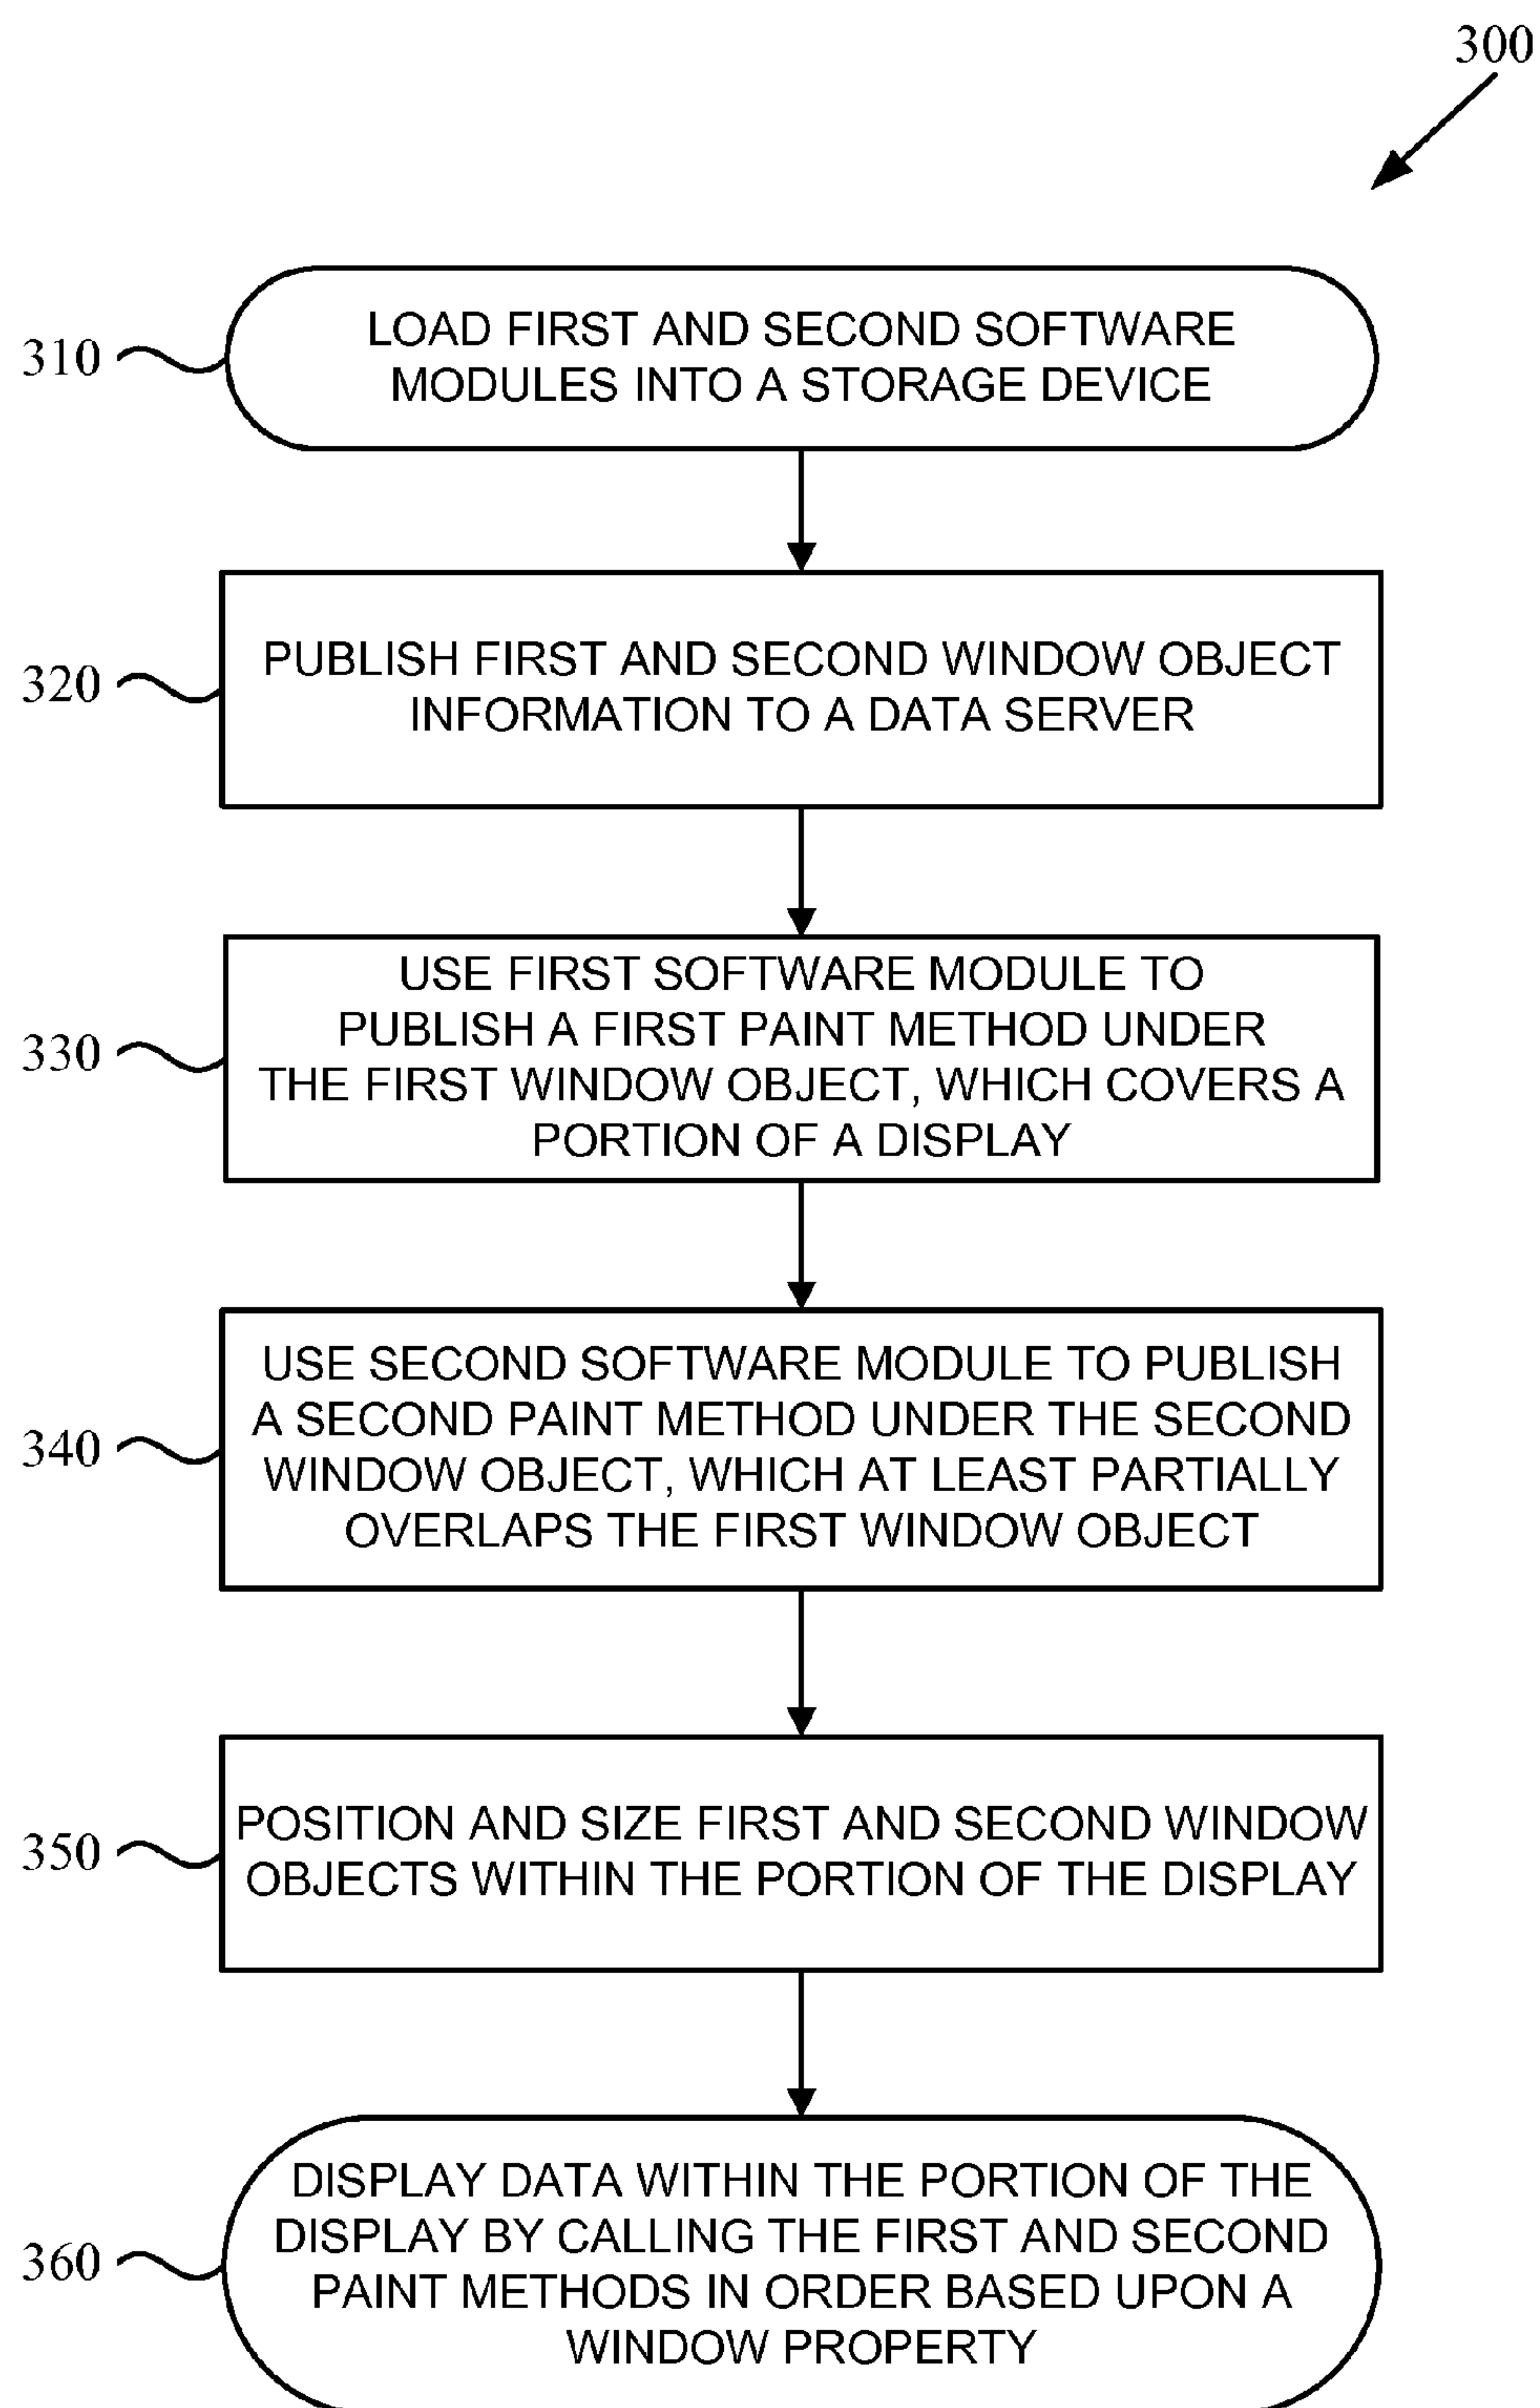 300
310
LOAD FIRST AND SECOND SOFTWARE
MODULES INTO A STORAGE DEVICE
320
PUBLISH FIRST AND SECOND WINDOW OBJECT
INFORMATION TO A DATA SERVER
330
USE FIRST SOFTWARE MODULE TO
PUBLISH A FIRST PAINT METHOD UNDER
THE FIRST WINDOW OBJECT, WHICH COVERS A
PORTION OF A DISPLAY
340
USE SECOND SOFTWARE MODULE TO PUBLISH
A SECOND PAINT METHOD UNDER THE SECOND
WINDOW OBJECT, WHICH AT LEAST PARTIALLY
OVERLAPS THE FIRST WINDOW OBJECT
350
POSITION AND SIZE FIRST AND SECOND WINDOW
OBJECTS WITHIN THE PORTION OF THE DISPLAY
360
DISPLAY DATA WITHIN THE PORTION OF THE
DISPLAY BY CALLING THE FIRST AND SECOND
PAINT METHODS IN ORDER BASED UPON A
WINDOW PROPERTY